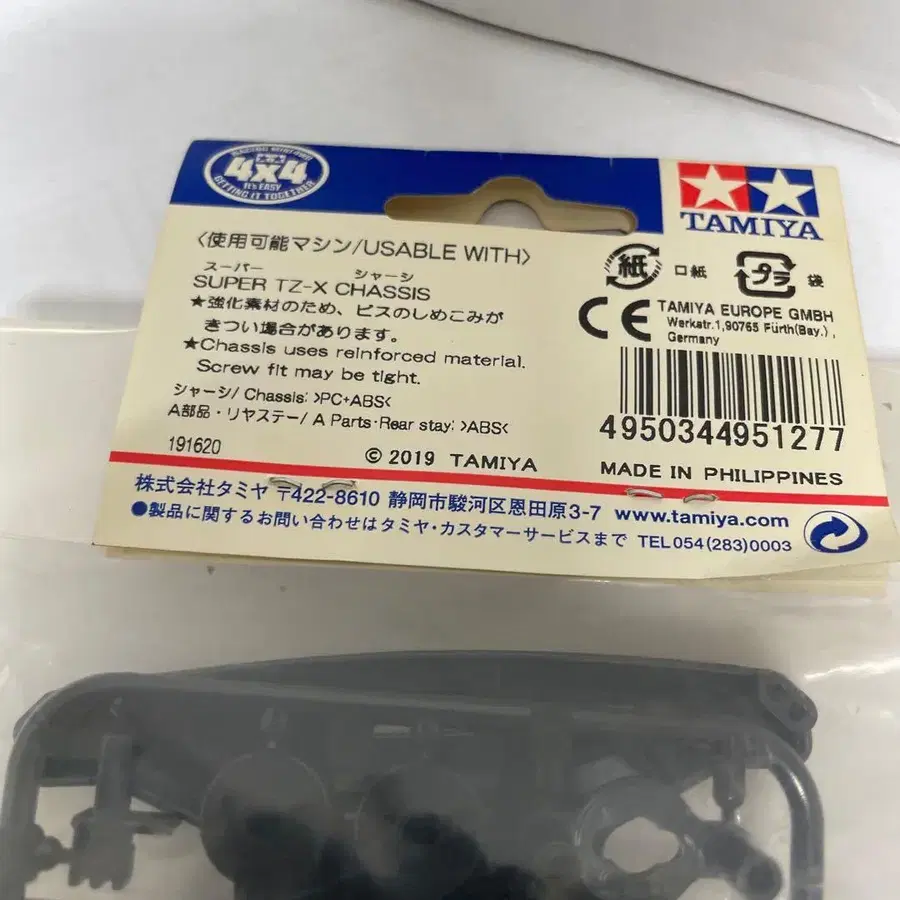 RACING MINI 4WD
4x4
IT'S EASY
GETTING IT TOGETHER
TAMIYA
〈使用可能マシン/USABLE WITH〉
スーパー シャーシ
SUPER TZ-X CHASSIS
★強化素材のため、ビスのしめこみが
きつい場合があります。
★Chassis uses reinforced material.
Screw fit may be tight.
シャーシ/ Chassis: >PC+ABS<
A部品・リヤステー/ A Parts・Rear stay: >ABS<
191620
© 2019 TAMIYA
紙 口紙
プラ 袋
CE
TAMIYA EUROPE GMBH
Werkstr.1,90765 Fürth(Bay.),
Germany
4950344951277
MADE IN PHILIPPINES
株式会社タミヤ 〒422-8610 静岡市駿河区恩田原3-7 www.tamiya.com
●製品に関するお問い合わせはタミヤ・カスタマーサービスまで TEL054(283)0003